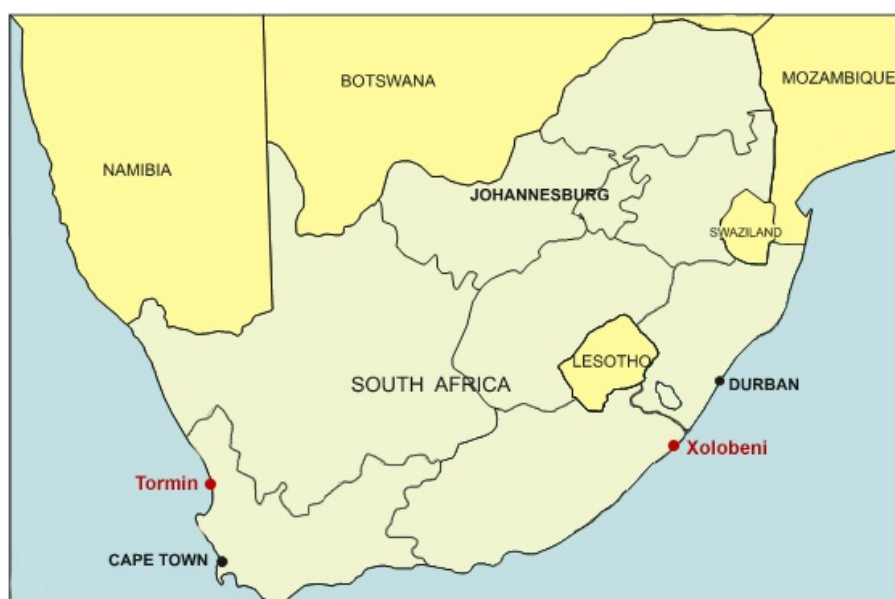 BOTSWANA
MOZAMBIQUE
NAMIBIA
JOHANNESBURG
SWAZILAND
LESOTHO
SOUTH AFRICA
DURBAN
Xolobeni
Tormin
CAPE TOWN